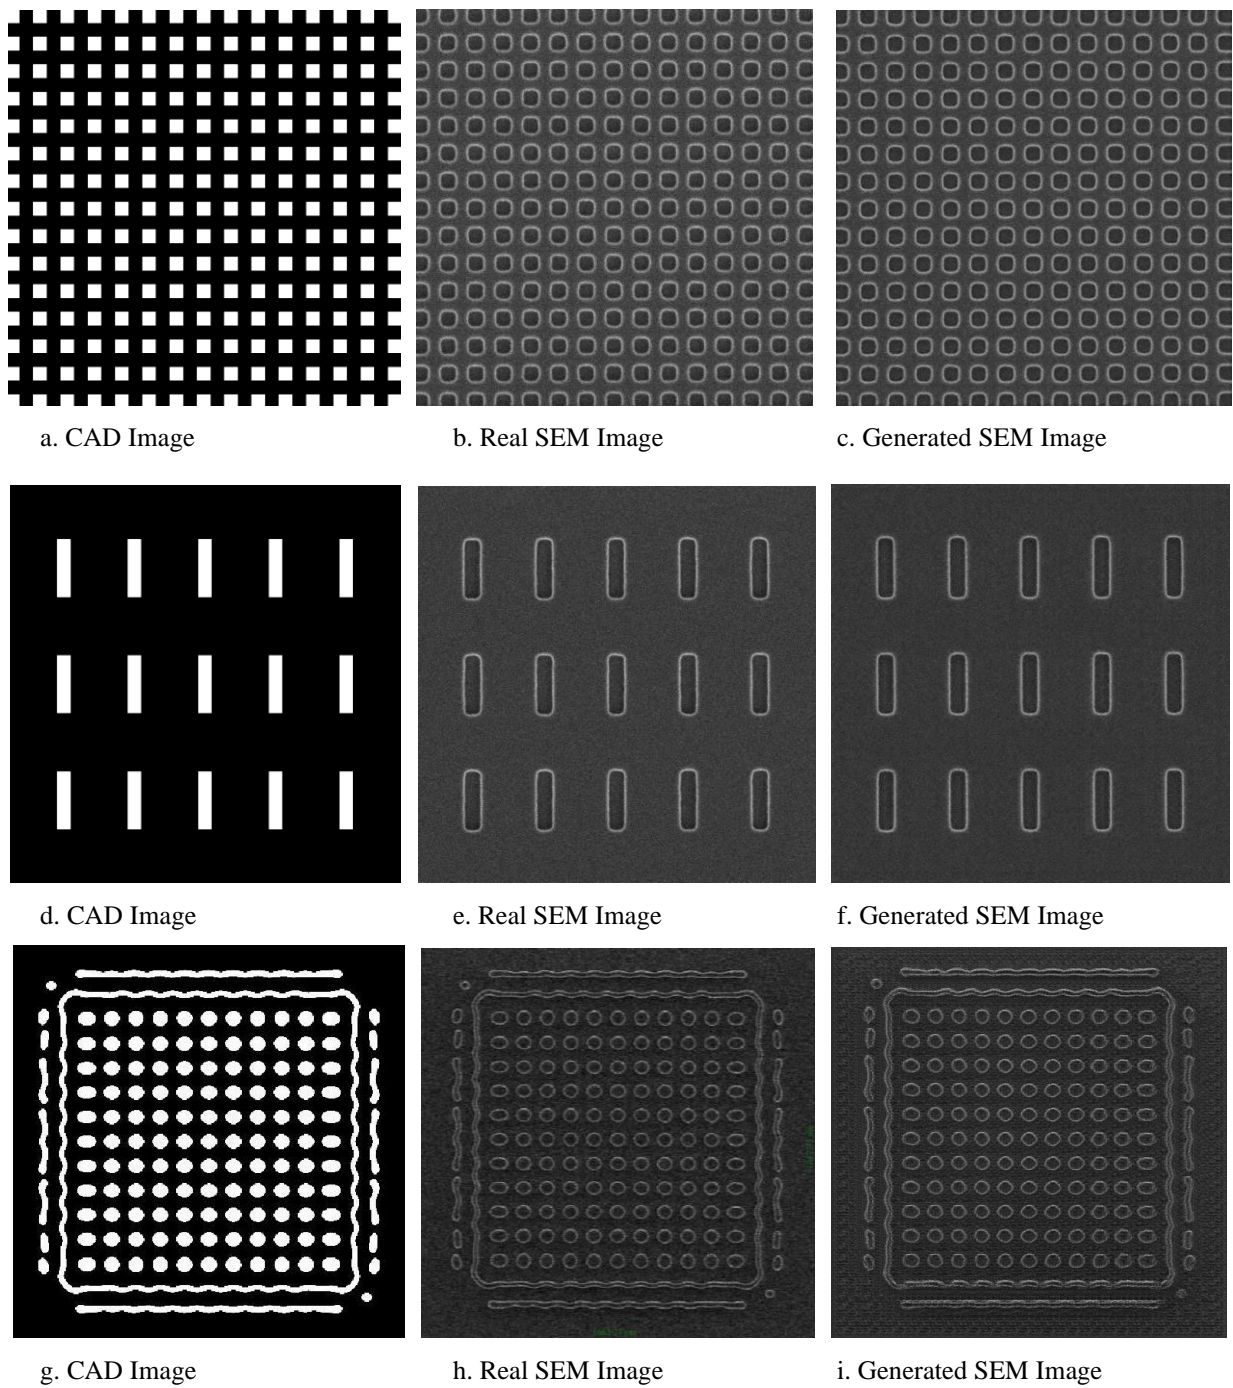 a. CAD Image
b. Real SEM Image
c. Generated SEM Image
d. CAD Image
e. Real SEM Image
f. Generated SEM Image
g. CAD Image
h. Real SEM Image
i. Generated SEM Image